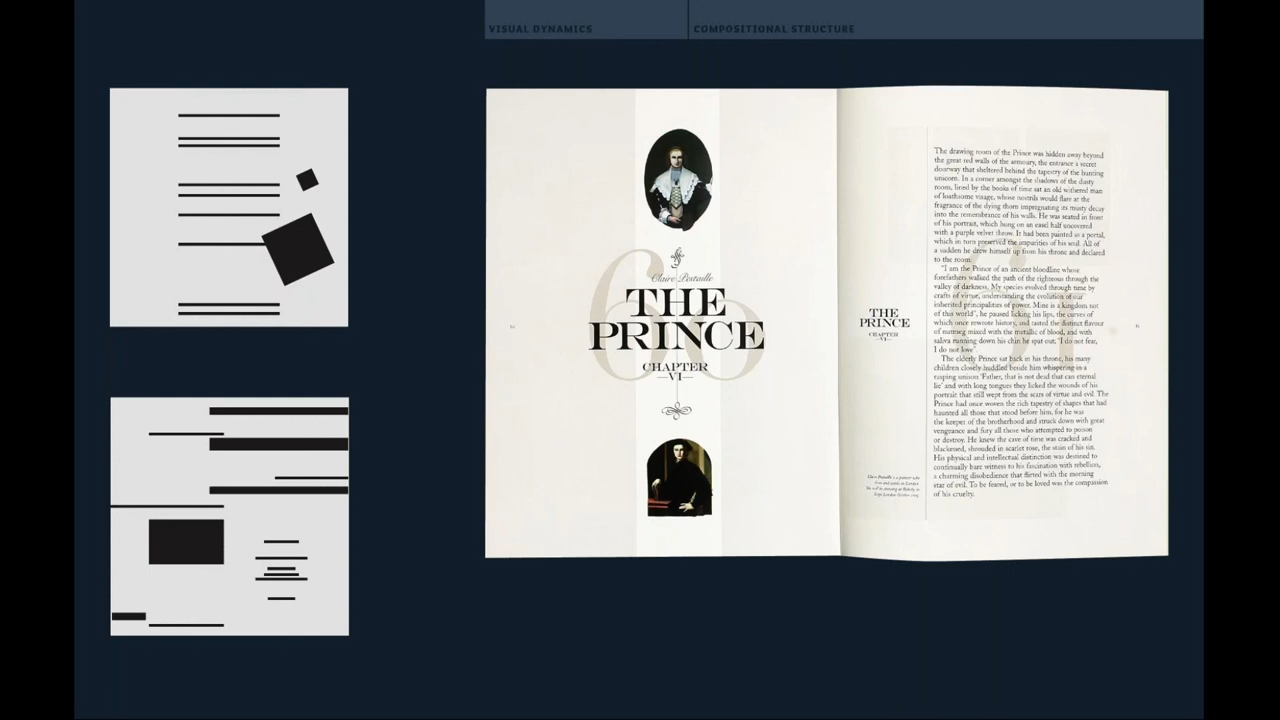 VISUAL DYNAMICS
COMPOSITIONAL STRUCTURE
66
Claire Pestaille
THE
PRINCE
CHAPTER
—VI—
THE
PRINCE
CHAPTER
—VI—
Claire Pestaille is a painter who
lives and works in London.
The drawing room of the Prince was hidden away beyond
the great red walls of the armoury, the entrance a secret
doorway that sheltered behind the tapestry of the hunting
unicorn. In a corner amongst the shadows of the dusty
room, lined by the books of time sat an old withered man
of loathsome visage, whose nostrils would flare at the
fragrance of the dying thorn impregnating its musty decay
into the remembrance of his walls. He was seated in front
of his portrait, which hung on an easel half uncovered
with a purple velvet throw. It had been painted as a portal,
which in torn preserved the impurities of his soul. All of
a sudden he drew himself up from his throne and declared
to the room.
"I am the Prince of an ancient bloodline whose
forefathers walked the path of the righteous through the
valley of darkness. My species evolved through time by
crafts of virtue, understanding the evolution of our
inherited principalities of power. Mine is a kingdom not
of this world', he paused licking his lips, the curves of
which once rewrote history, and tasted the distinct flavour
of nutmeg mixed with the metallic of blood, and with
saliva running down his chin he spat out; 'I do not fear,
I do not love'
The elderly Prince sat back in his throne, his many
children closely huddled beside him whispering in a
rasping unison 'Father, that is not dead that can eternal
lie' and with long tongues they licked the wounds of his
portrait that still wept from the scars of virtue and evil. The
Prince had once woven the rich tapestry of shapes that had
haunted all those that stood before him, for he was
the keeper of the brotherhood and struck down with great
vengeance and fury all those who attempted to poison
or destroy. He knew the cave of time was cracked and
blackened, shrouded in scarlet rose, the stain of his sin.
His physical and intellectual distinction was destined to
continually bare witness to his fascination with rebellion,
a charming disobedience that flirted with the morning
star of evil. To be feared, or to be loved was the compassion
of his cruelty.